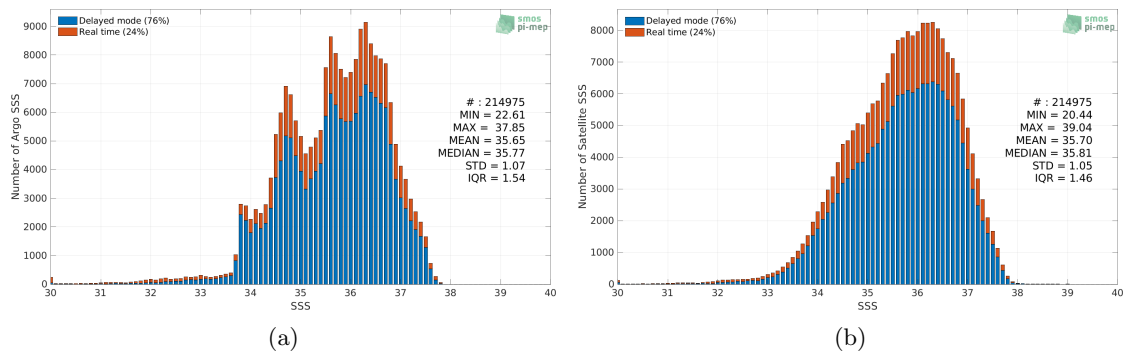 Delayed mode (76%)
Real time (24%)
smos
pi-mep
9000
8000
7000
6000
5000
4000
3000
2000
1000
0
Number of Argo SSS
# : 214975
MIN = 22.61
MAX = 37.85
MEAN = 35.65
MEDIAN = 35.77
STD = 1.07
IQR = 1.54
30 31 32 33 34 35 36 37 38 39 40
SSS
(a)
Delayed mode (76%)
Real time (24%)
smos
pi-mep
8000
7000
6000
5000
4000
3000
2000
1000
0
Number of Satellite SSS
# : 214975
MIN = 20.44
MAX = 39.04
MEAN = 35.70
MEDIAN = 35.81
STD = 1.05
IQR = 1.46
30 31 32 33 34 35 36 37 38 39 40
SSS
(b)